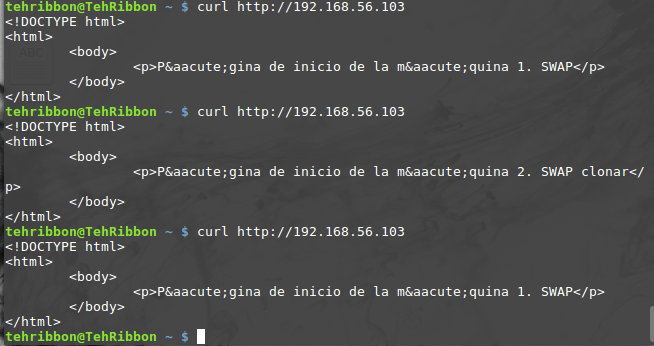 tehribbon@TehRibbon ~ $ curl http://192.168.56.103
<!DOCTYPE html>
<html>
        <body>
                <p>P&aacute;gina de inicio de la m&aacute;quina 1. SWAP</p>
        </body>
</html>
tehribbon@TehRibbon ~ $ curl http://192.168.56.103
<!DOCTYPE html>
<html>
        <body>
                <p>P&aacute;gina de inicio de la m&aacute;quina 2. SWAP clonar</
p>
        </body>
</html>
tehribbon@TehRibbon ~ $ curl http://192.168.56.103
<!DOCTYPE html>
<html>
        <body>
                <p>P&aacute;gina de inicio de la m&aacute;quina 1. SWAP</p>
        </body>
</html>
tehribbon@TehRibbon ~ $